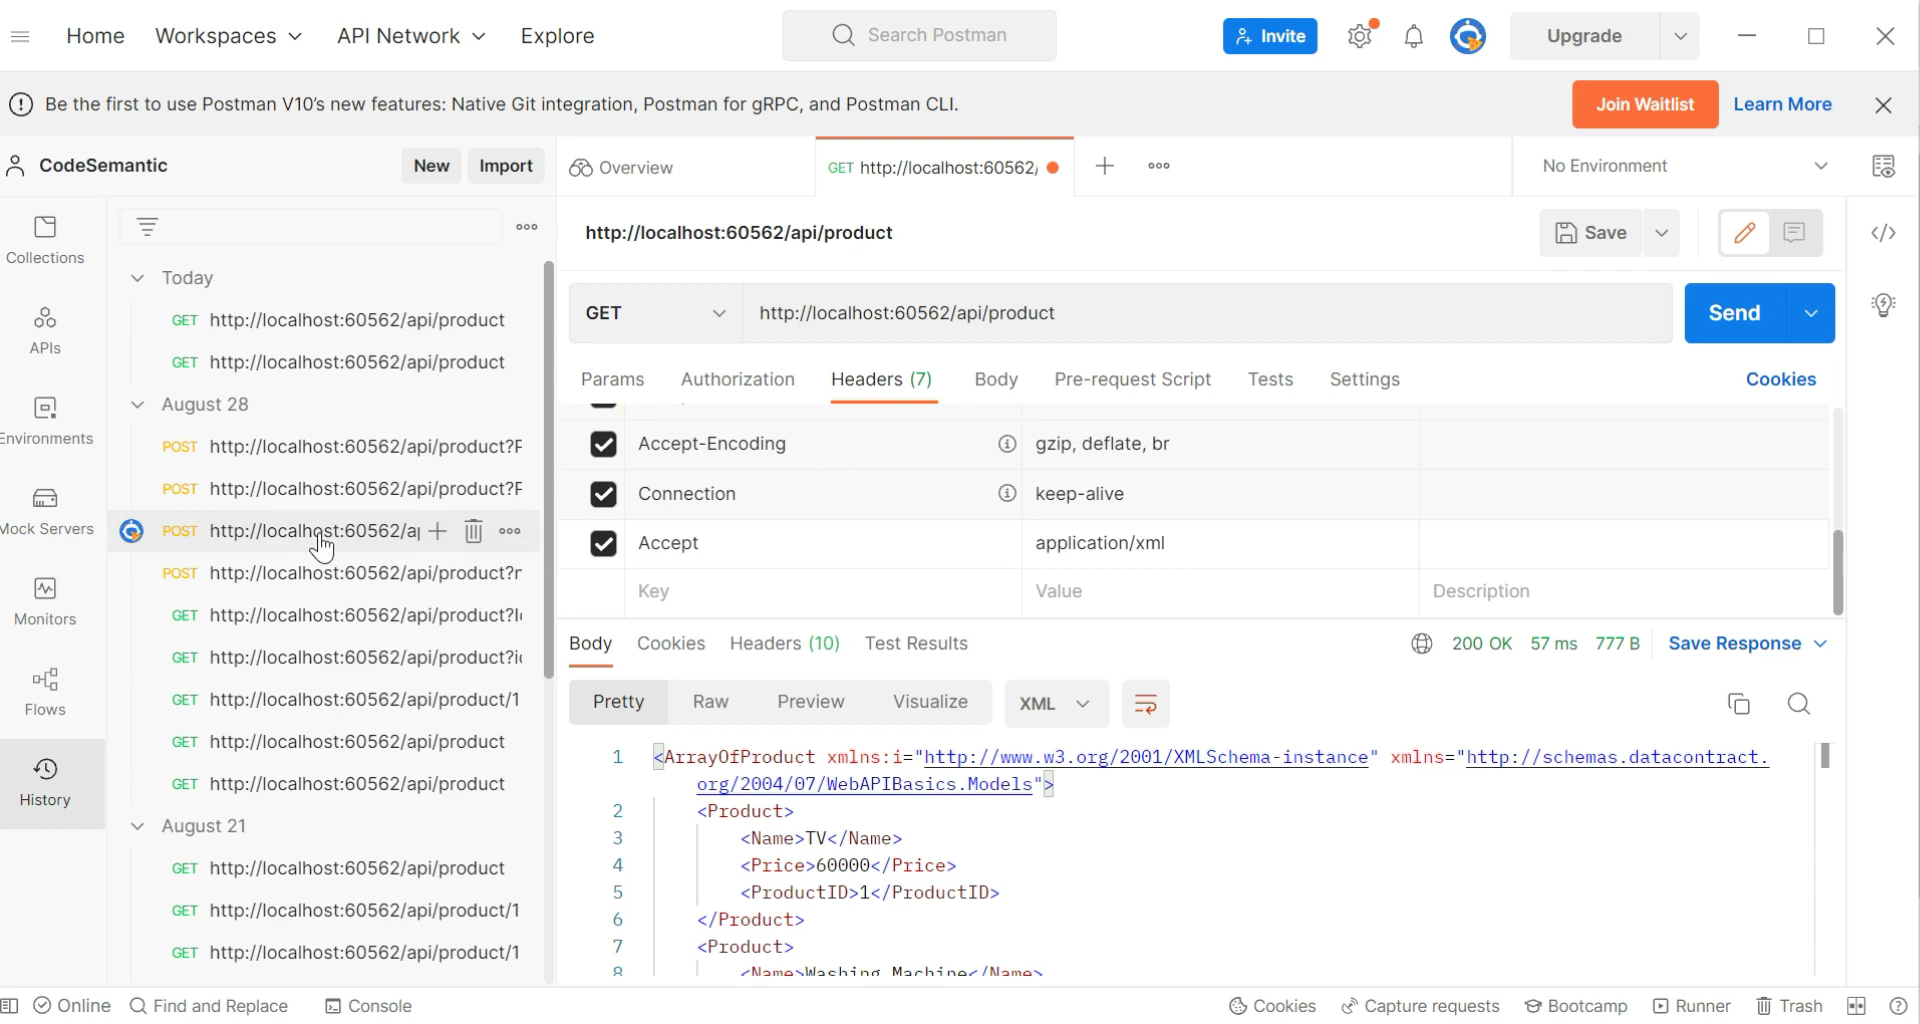 Home Workspaces API Network Explore Search Postman Invite Upgrade
Be the first to use Postman V10's new features: Native Git integration, Postman for gRPC, and Postman CLI. Join Waitlist Learn More
CodeSemantic New Import Overview GET http://localhost:60562/ No Environment
Collections
APIs
Environments
Mock Servers
Monitors
Flows
History
Today
GET http://localhost:60562/api/product
GET http://localhost:60562/api/product
August 28
POST http://localhost:60562/api/product?F
POST http://localhost:60562/api/product?F
POST http://localhost:60562/a
POST http://localhost:60562/api/product?n
GET http://localhost:60562/api/product?I
GET http://localhost:60562/api/product?i
GET http://localhost:60562/api/product/1
GET http://localhost:60562/api/product
GET http://localhost:60562/api/product
August 21
GET http://localhost:60562/api/product
GET http://localhost:60562/api/product/1
GET http://localhost:60562/api/product/1
http://localhost:60562/api/product Save
GET http://localhost:60562/api/product Send
Params Authorization Headers (7) Body Pre-request Script Tests Settings Cookies
Accept-Encoding gzip, deflate, br
Connection keep-alive
Accept application/xml
Key Value Description
Body Cookies Headers (10) Test Results 200 OK 57 ms 777 B Save Response
Pretty Raw Preview Visualize XML
1 <ArrayOfProduct xmlns:i="http://www.w3.org/2001/XMLSchema-instance" xmlns="http://schemas.datacontract.
org/2004/07/WebAPIBasics.Models">
2 <Product>
3 <Name>TV</Name>
4 <Price>60000</Price>
5 <ProductID>1</ProductID>
6 </Product>
7 <Product>
8 <Name>Washing Machine</Name>
Online Find and Replace Console Cookies Capture requests Bootcamp Runner Trash